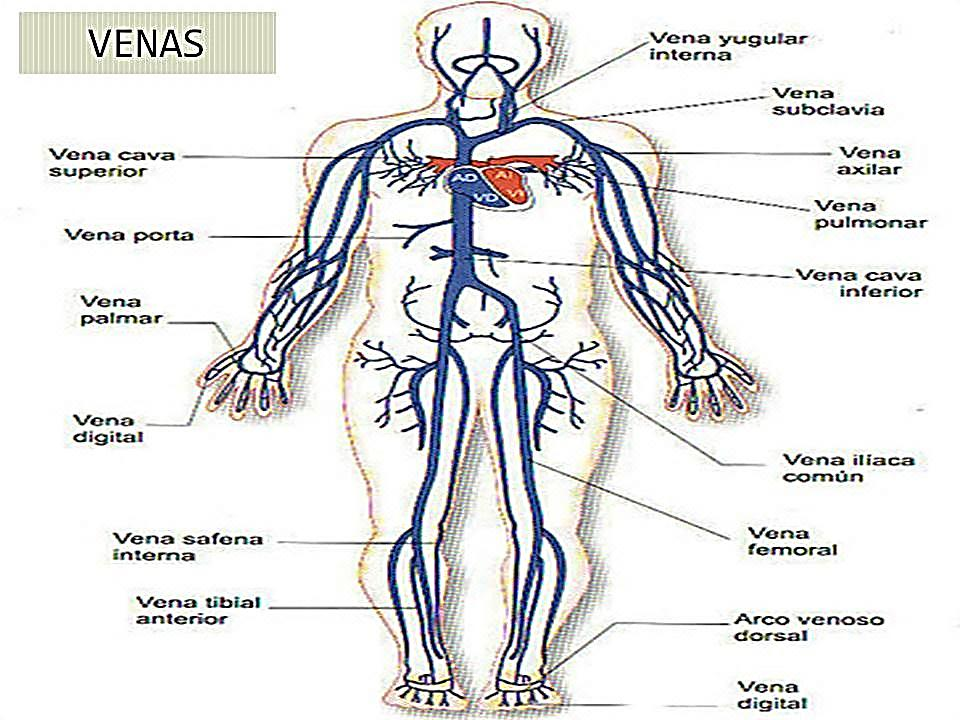 VENAS
Vena yugular
interna
Vena
subclavia
Vena cava
superior
Vena
axilar
AD
AI
VD
VI
Vena
pulmonar
Vena porta
Vena cava
inferior
Vena
palmar
Vena
digital
Vena ilíaca
común
Vena
femoral
Vena safena
interna
Vena tibial
anterior
Arco venoso
dorsal
Vena
digital